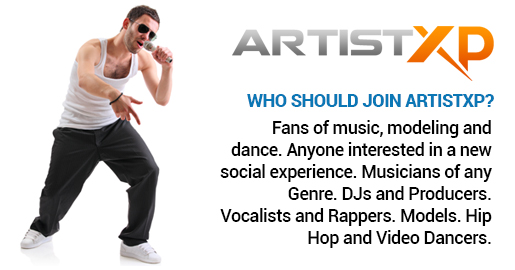 ARTISTXP
WHO SHOULD JOIN ARTISTXP?
Fans of music, modeling and
dance. Anyone interested in a new
social experience. Musicians of any
Genre. DJs and Producers.
Vocalists and Rappers. Models. Hip
Hop and Video Dancers.